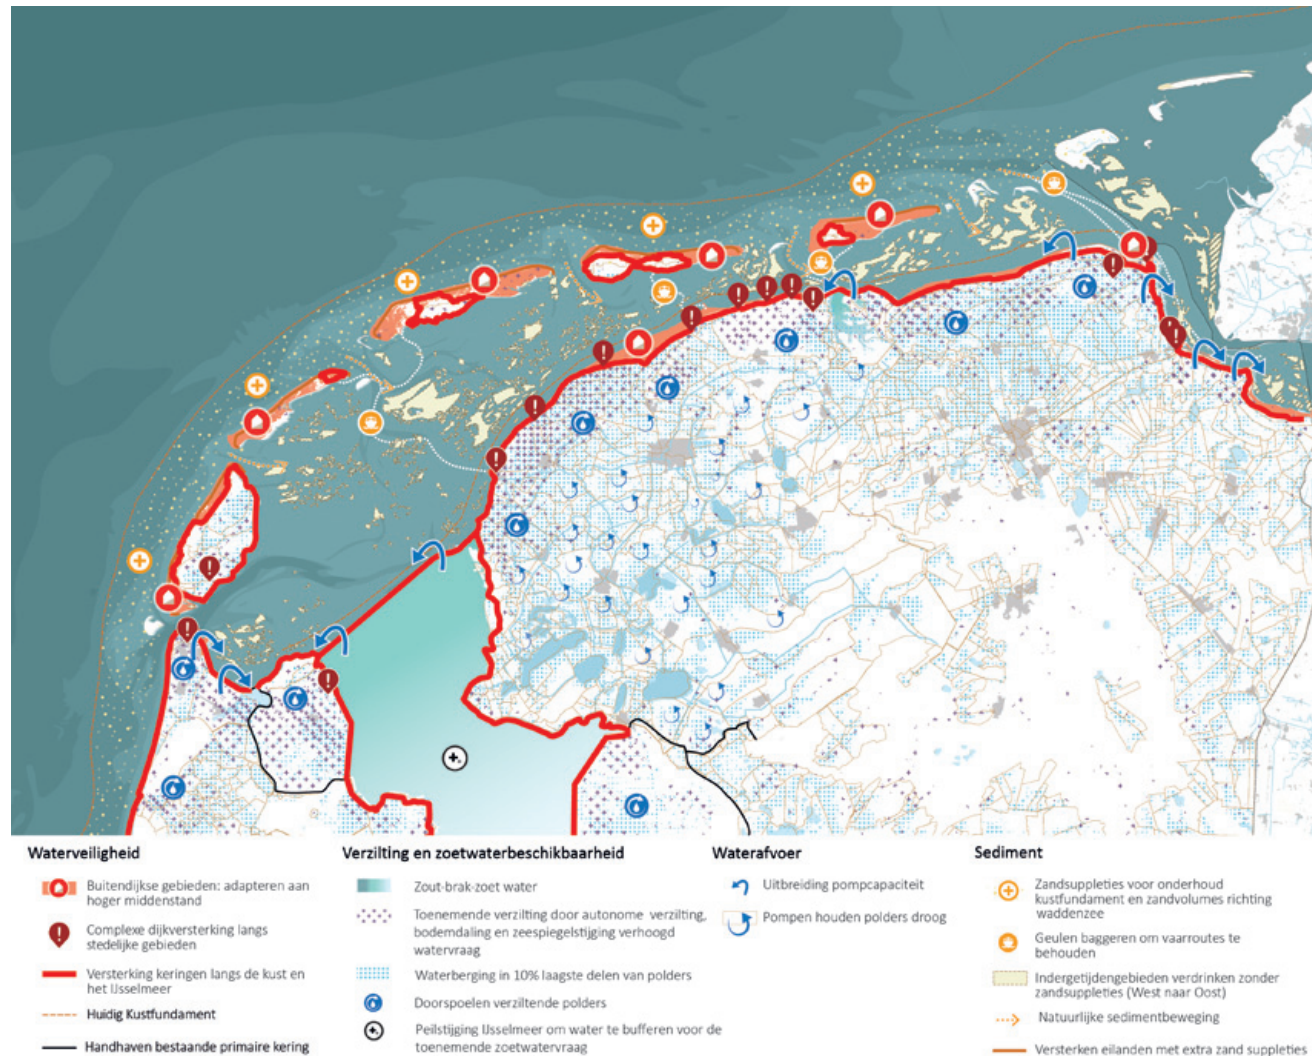 Waterveiligheid
Buitendijkse gebieden: adapteren aan
hoger middenstand
Complexe dijkversterking langs
stedelijke gebieden
Versterking keringen langs de kust en
het IJsselmeer
Huidig Kustfundament
Handhaven bestaande primaire kering
Verzilting en zoetwaterbeschikbaarheid
Zout-brak-zoet water
Toenemende verzilting door autonome verzilting,
bodemdaling en zeespiegelstijging verhoogd
watervraag
Waterberging in 10% laagste delen van polders
Doorspoelen verziltende polders
Peilstijging IJsselmeer om water te bufferen voor de
toenemende zoetwatervraag
Waterafvoer
Uitbreiding pompcapaciteit
Pompen houden polders droog
Sediment
Zandsuppleties voor onderhoud
kustfundament en zandvolumes richting
waddenzee
Geulen baggeren om vaarroutes te
behouden
Indergetijdengebieden verdrinken zonder
zandsuppleties (West naar Oost)
Natuurlijke sedimentbeweging
Versterken eilanden met extra zand suppleties